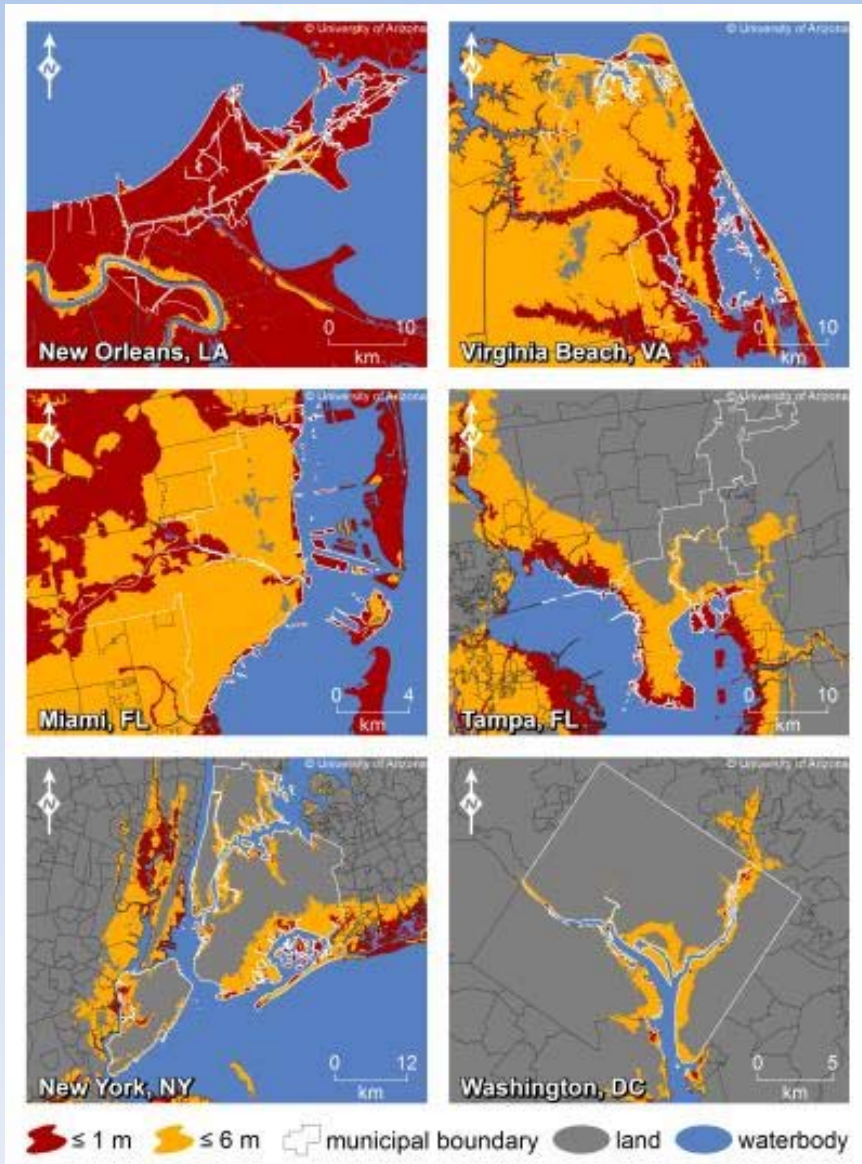 © University of Arizona
N
0 10
km
New Orleans, LA
© University of Arizona
N
0 10
km
Virginia Beach, VA
© University of Arizona
N
0 4
km
Miami, FL
© University of Arizona
N
0 10
km
Tampa, FL
© University of Arizona
N
0 12
km
New York, NY
© University of Arizona
N
0 5
km
Washington, DC
≤ 1 m ≤ 6 m municipal boundary land waterbody